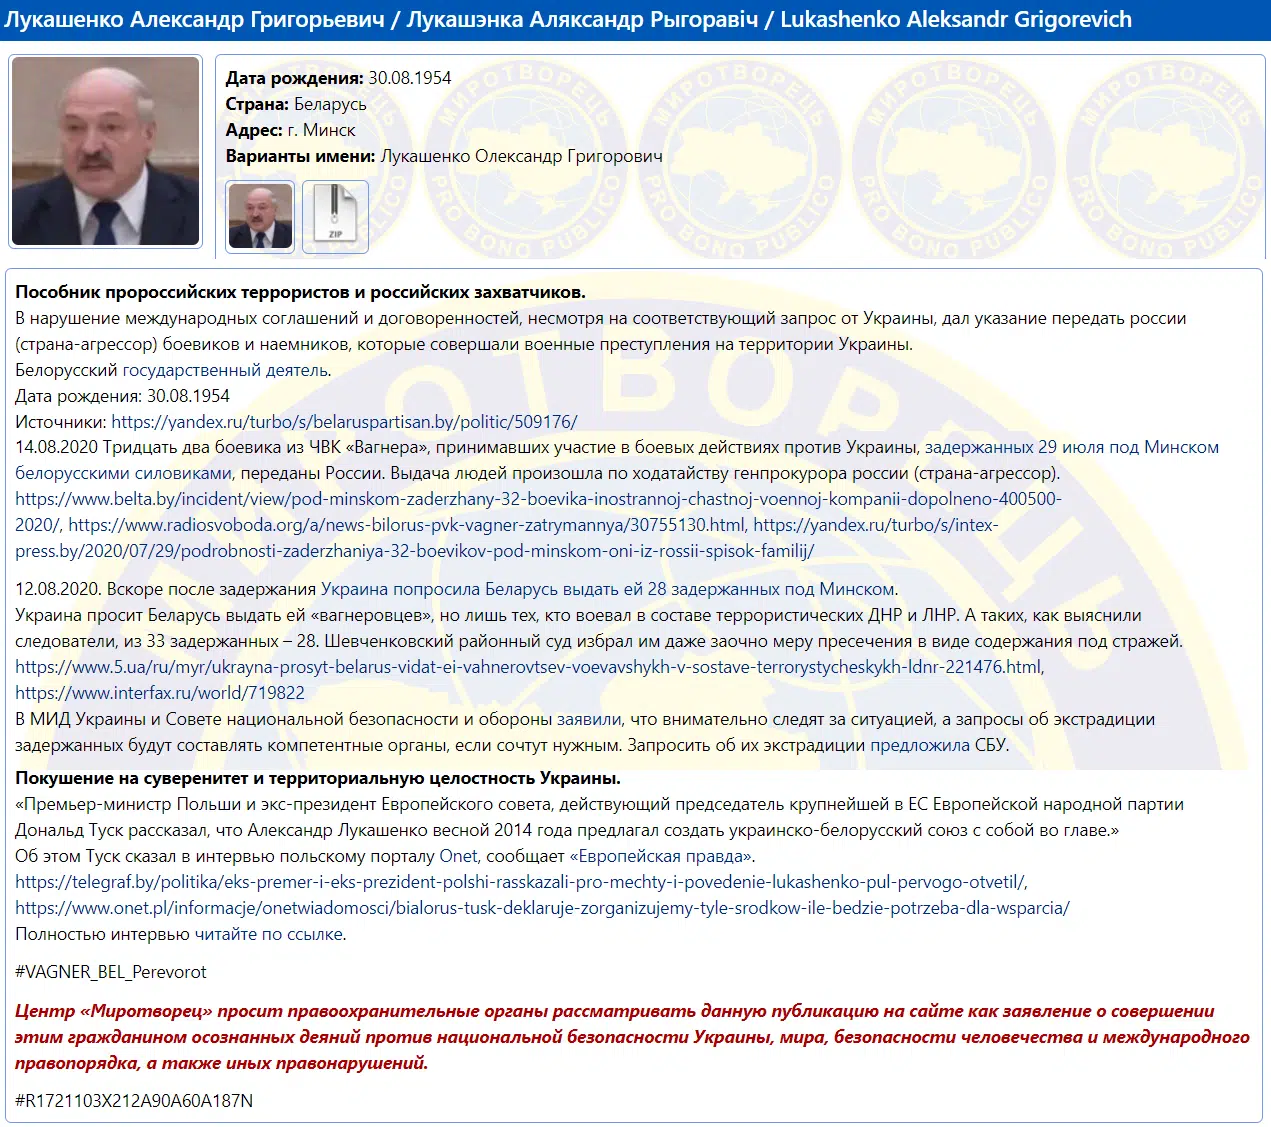 Лукашенко Александр Григорьевич / Лукашэнка Аляксандр Рыгоравіч / Lukashenko Aleksandr Grigorevich
Дата рождения: 30.08.1954
Страна: Беларусь
Адрес: г. Минск
Варианты имени: Лукашенко Олександр Григорович
МИРОТВОРЕЦЬ PRO BONO PUBLICO
МИРОТВОРЕЦЬ PRO BONO PUBLICO
МИРОТВОРЕЦЬ PRO BONO PUBLICO
МИРОТВОРЕЦЬ PRO BONO PUBLICO
МИРОТВОРЕЦЬ PRO BONO PUBLICO
ZIP
МИРОТВОРЕЦЬ
Пособник пророссийских террористов и российских захватчиков.
В нарушение международных соглашений и договоренностей, несмотря на соответствующий запрос от Украины, дал указание передать россии
(страна-агрессор) боевиков и наемников, которые совершали военные преступления на территории Украины.
Белорусский государственный деятель.
Дата рождения: 30.08.1954
Источники: https://yandex.ru/turbo/s/belaruspartisan.by/politic/509176/
14.08.2020 Тридцать два боевика из ЧВК «Вагнера», принимавших участие в боевых действиях против Украины, задержанных 29 июля под Минском
белорусскими силовиками, переданы России. Выдача людей произошла по ходатайству генпрокурора россии (страна-агрессор).
https://www.belta.by/incident/view/pod-minskom-zaderzhany-32-boevika-inostrannoj-chastnoj-voennoj-kompanii-dopolneno-400500-
2020/, https://www.radiosvoboda.org/a/news-bilorus-pvk-vagner-zatrymannya/30755130.html, https://yandex.ru/turbo/s/intex-
press.by/2020/07/29/podrobnosti-zaderzhaniya-32-boevikov-pod-minskom-oni-iz-rossii-spisok-familij/
12.08.2020. Вскоре после задержания Украина попросила Беларусь выдать ей 28 задержанных под Минском.
Украина просит Беларусь выдать ей «вагнеровцев», но лишь тех, кто воевал в составе террористических ДНР и ЛНР. А таких, как выяснили
следователи, из 33 задержанных – 28. Шевченковский районный суд избрал им даже заочно меру пресечения в виде содержания под стражей.
https://www.5.ua/ru/myr/ukrayna-prosyt-belarus-vidat-ei-vahnerovtsev-voevavshykh-v-sostave-terrorystycheskykh-ldnr-221476.html,
https://www.interfax.ru/world/719822
В МИД Украины и Совете национальной безопасности и обороны заявили, что внимательно следят за ситуацией, а запросы об экстрадиции
задержанных будут составлять компетентные органы, если сочтут нужным. Запросить об их экстрадиции предложила СБУ.
Покушение на суверенитет и территориальную целостность Украины.
«Премьер-министр Польши и экс-президент Европейского совета, действующий председатель крупнейшей в ЕС Европейской народной партии
Дональд Туск рассказал, что Александр Лукашенко весной 2014 года предлагал создать украинско-белорусский союз с собой во главе.»
Об этом Туск сказал в интервью польскому порталу Onet, сообщает «Европейская правда».
https://telegraf.by/politika/eks-premer-i-eks-prezident-polshi-rasskazali-pro-mechty-i-povedenie-lukashenko-pul-pervogo-otvetil/,
https://www.onet.pl/informacje/onetwiadomosci/bialorus-tusk-deklaruje-zorganizujemy-tyle-srodkow-ile-bedzie-potrzeba-dla-wsparcia/
Полностью интервью читайте по ссылке.
#VAGNER_BEL_Perevorot
Центр «Миротворец» просит правоохранительные органы рассматривать данную публикацию на сайте как заявление о совершении
этим гражданином осознанных деяний против национальной безопасности Украины, мира, безопасности человечества и международного
правопорядка, а также иных правонарушений.
#R1721103X212A90A60A187N